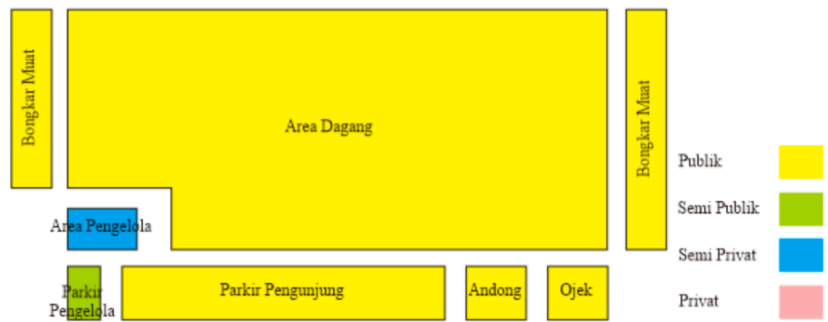 Bongkar Muat
Area Dagang
Bongkar Muat
Area Pengelola
Parkir
Pengelola
Parkir Pengunjung
Andong
Ojek
Publik
Semi Publik
Semi Privat
Privat